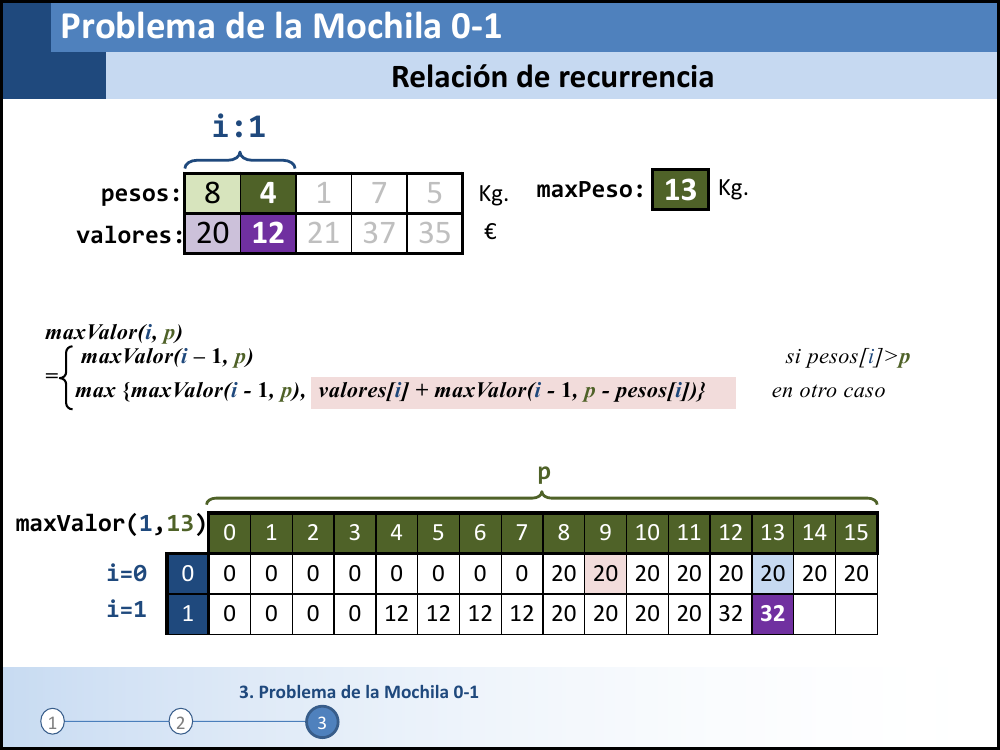 Problema de la Mochila 0-1
Relación de recurrencia
i:1
pesos: 8 4 1 7 5 Kg. maxPeso: 13 Kg.
valores: 20 12 21 37 35 €
maxValor(i, p)
maxValor(i – 1, p) si pesos[i]>p
=
max {maxValor(i - 1, p), valores[i] + maxValor(i - 1, p - pesos[i])} en otro caso
p
maxValor(1,13) 0 1 2 3 4 5 6 7 8 9 10 11 12 13 14 15
i=0 0 0 0 0 0 0 0 0 0 20 20 20 20 20 20 20 20
i=1 1 0 0 0 0 12 12 12 12 20 20 20 20 32 32
3. Problema de la Mochila 0-1
1 2 3